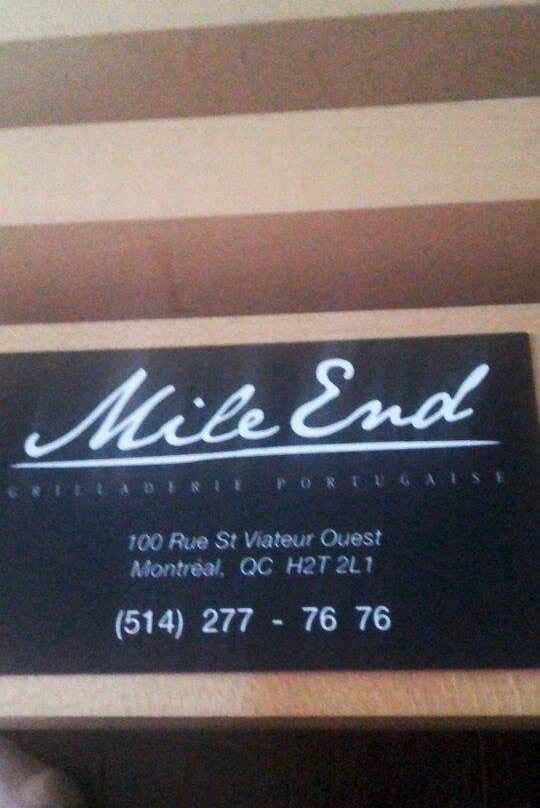 Mile End
GRILLADERIE PORTUGAISE
100 Rue St Viateur Ouest
Montréal, QC H2T 2L1
(514) 277 - 76 76